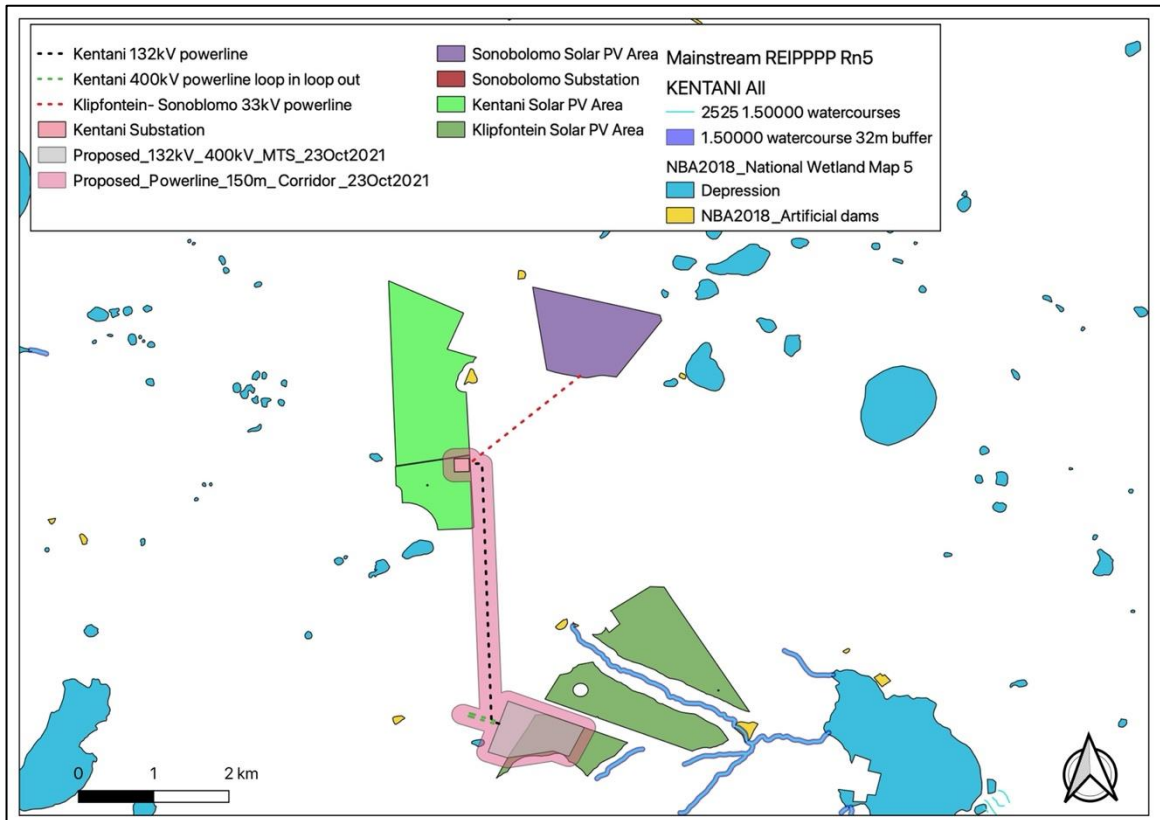 Kentani 132kV powerline
Kentani 400kV powerline loop in loop out
Klipfontein- Sonoblomo 33kV powerline
Kentani Substation
Proposed_132kV_400kV_MTS_23Oct2021
Proposed_Powerline_150m_Corridor_23Oct2021
Sonobolomo Solar PV Area
Sonobolomo Substation
Kentani Solar PV Area
Klipfontein Solar PV Area
Mainstream REIPPPP Rn5
KENTANI All
2525 1.50000 watercourses
1.50000 watercourse 32m buffer
NBA2018_National Wetland Map 5
Depression
NBA2018_Artificial dams
0 1 2 km